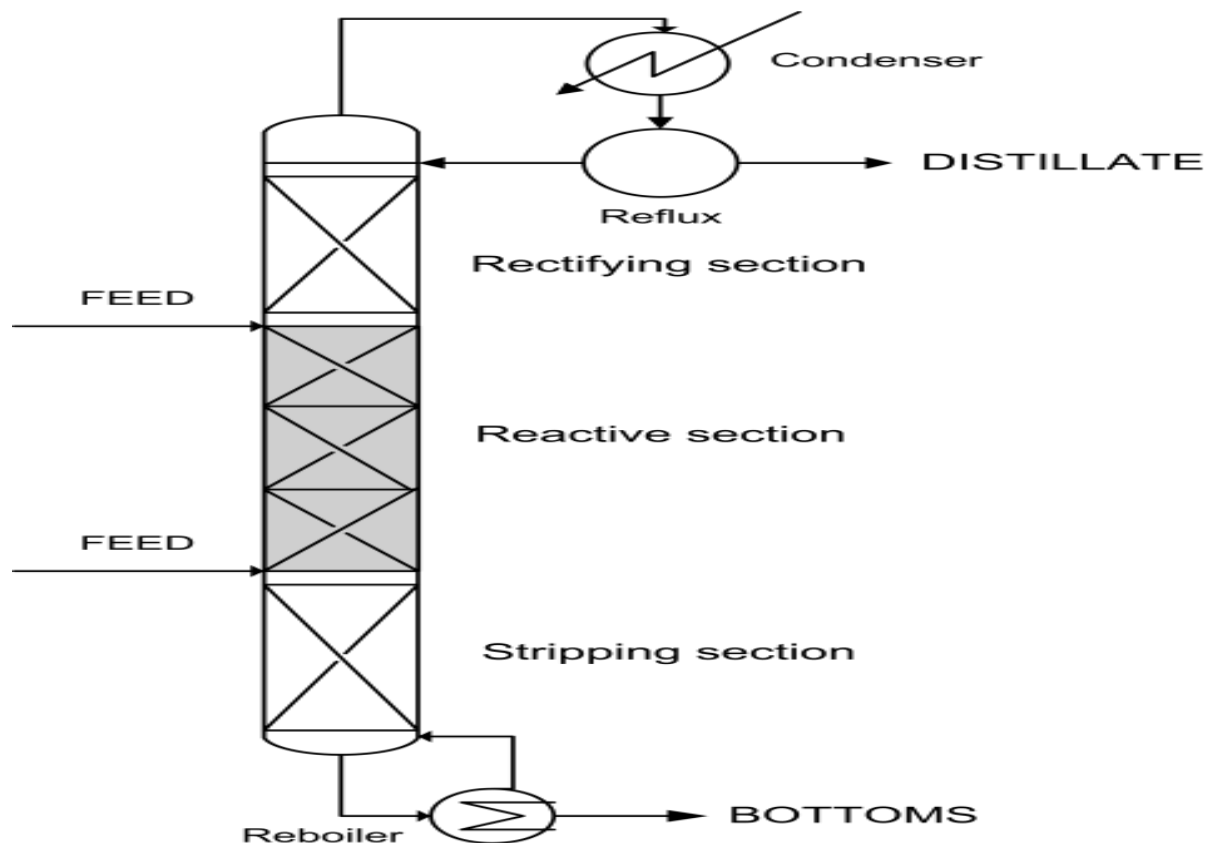 Condenser
DISTILLATE
Reflux
Rectifying section
FEED
Reactive section
FEED
Stripping section
BOTTOMS
Reboiler